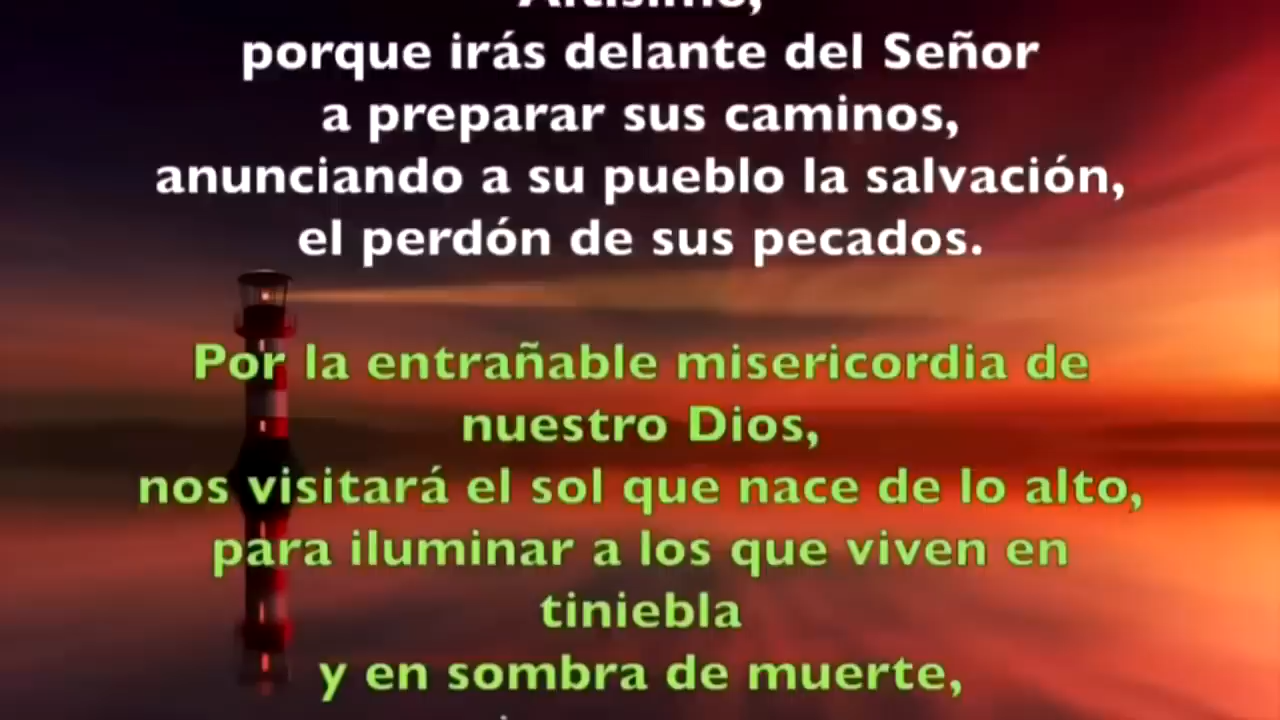 Altísimo,
porque irás delante del Señor
a preparar sus caminos,
anunciando a su pueblo la salvación,
el perdón de sus pecados.
Por la entrañable misericordia de
nuestro Dios,
nos visitará el sol que nace de lo alto,
para iluminar a los que viven en
tiniebla
y en sombra de muerte,